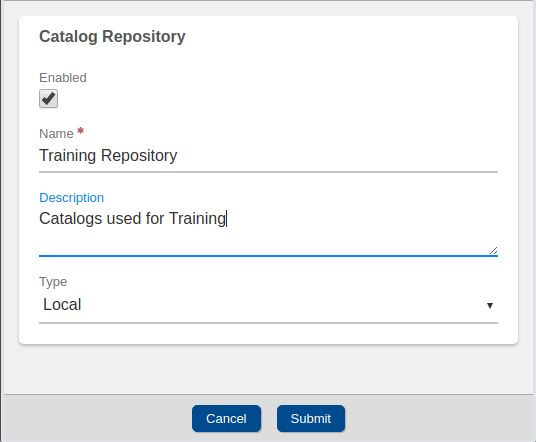 Catalog Repository
Enabled
Name *
Training Repository
Description
Catalogs used for Training
Type
Local
Cancel Submit